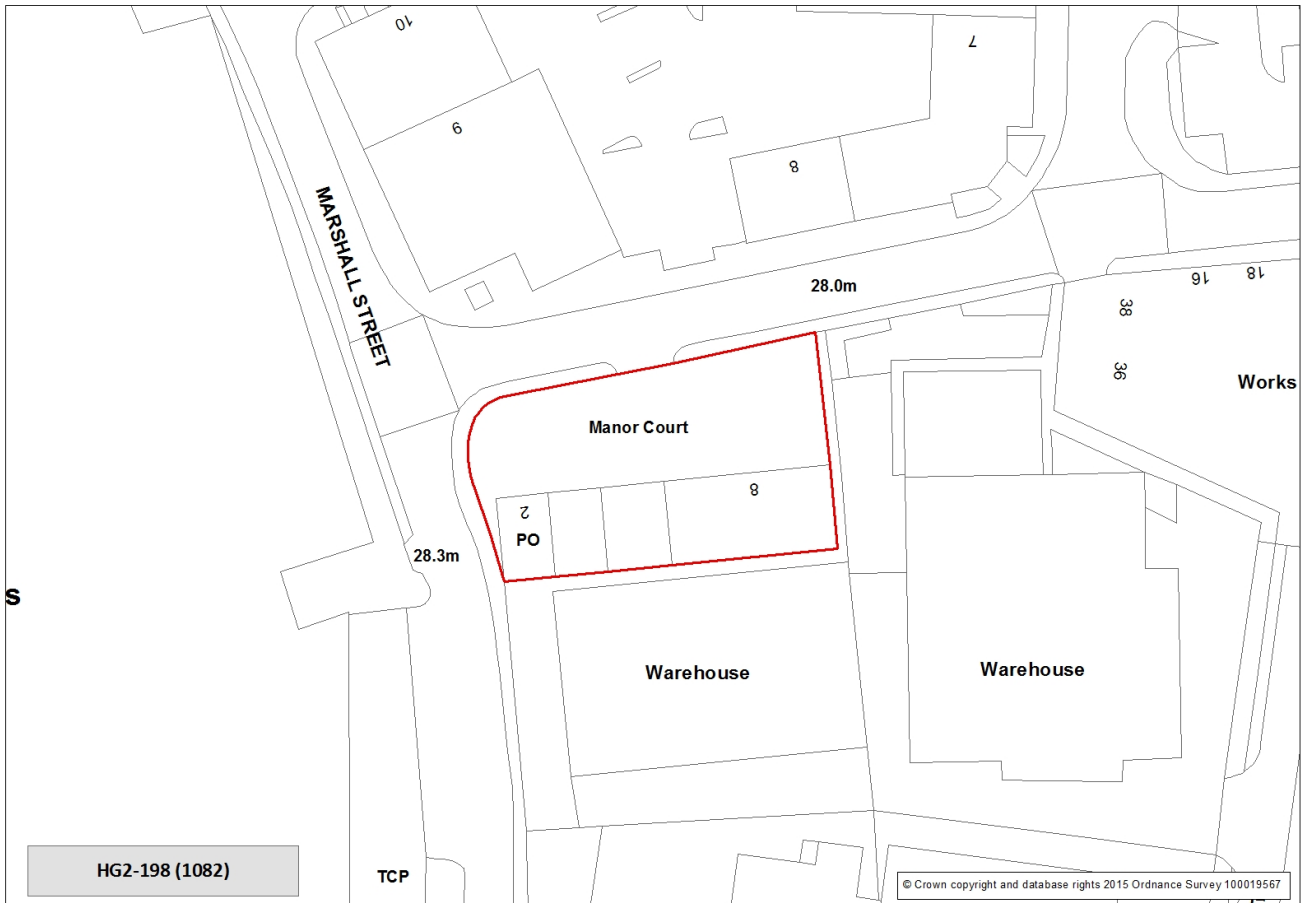 10
7
9
8
MARSHALL STREET
28.0m
16
18
38
36
Works
Manor Court
8
2
PO
28.3m
s
Warehouse
Warehouse
HG2-198 (1082)
TCP
© Crown copyright and database rights 2015 Ordnance Survey 100019567